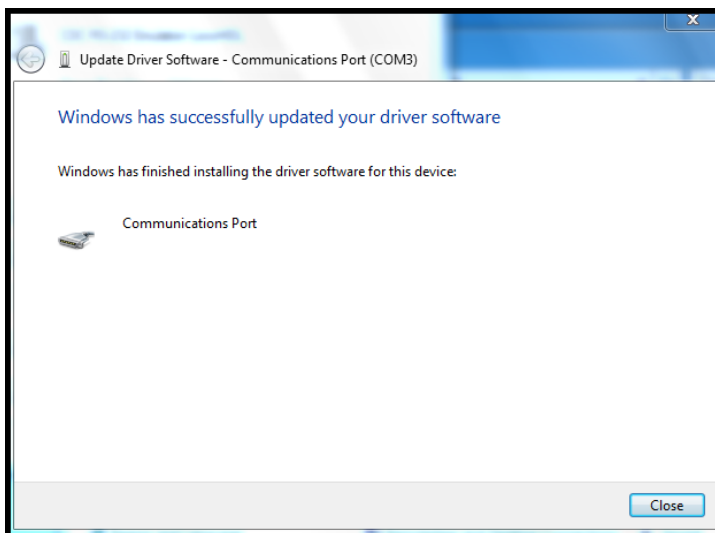 Update Driver Software - Communications Port (COM3)
Windows has successfully updated your driver software
Windows has finished installing the driver software for this device:
Communications Port
Close